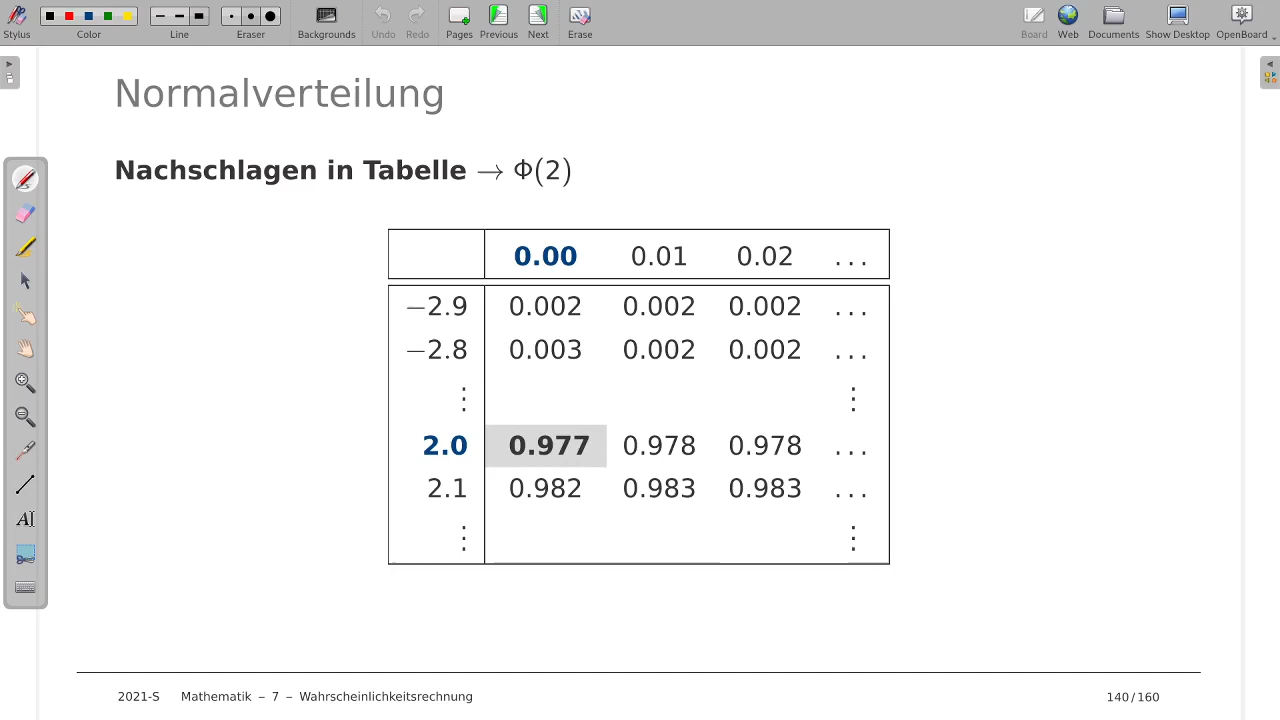 Stylus Color Line Eraser Backgrounds Undo Redo Pages Previous Next Erase Board Web Documents Show Desktop OpenBoard
Normalverteilung
Nachschlagen in Tabelle → Φ(2)
0.00 0.01 0.02 ...
−2.9 0.002 0.002 0.002 ...
−2.8 0.003 0.002 0.002 ...
⋮ ⋮
2.0 0.977 0.978 0.978 ...
2.1 0.982 0.983 0.983 ...
⋮ ⋮
2021-S Mathematik – 7 – Wahrscheinlichkeitsrechnung 140/160